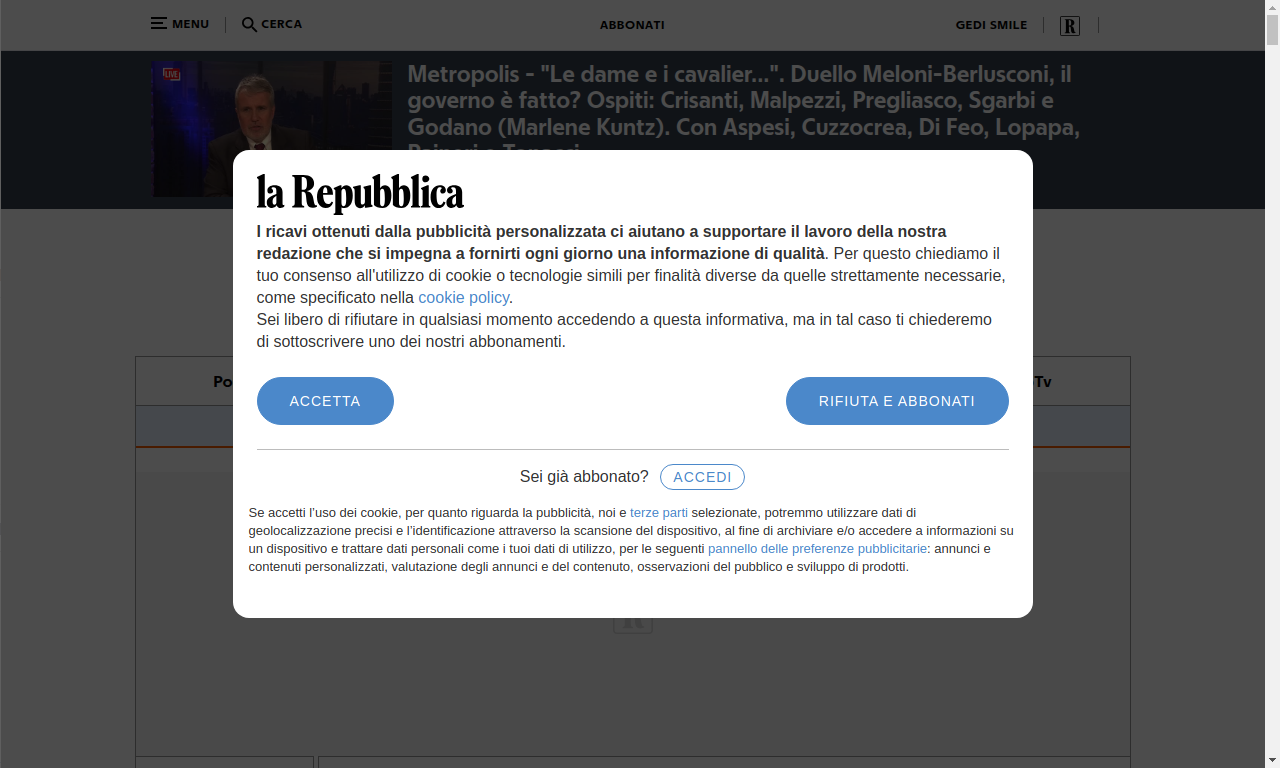 MENU
CERCA
ABBONATI
GEDI SMILE
R
LIVE
Metropolis - "Le dame e i cavalier...". Duello Meloni-Berlusconi, il
governo è fatto? Ospiti: Crisanti, Malpezzi, Pregliasco, Sgarbi e
Godano (Marlene Kuntz). Con Aspesi, Cuzzocrea, Di Feo, Lopapa,
la Repubblica
I ricavi ottenuti dalla pubblicità personalizzata ci aiutano a supportare il lavoro della nostra
redazione che si impegna a fornirti ogni giorno una informazione di qualità. Per questo chiediamo il
tuo consenso all'utilizzo di cookie o tecnologie simili per finalità diverse da quelle strettamente necessarie,
come specificato nella cookie policy.
Sei libero di rifiutare in qualsiasi momento accedendo a questa informativa, ma in tal caso ti chiederemo
di sottoscrivere uno dei nostri abbonamenti.
Po
Tv
ACCETTA
RIFIUTA E ABBONATI
Sei già abbonato? ACCEDI
Se accetti l’uso dei cookie, per quanto riguarda la pubblicità, noi e terze parti selezionate, potremmo utilizzare dati di
geolocalizzazione precisi e l’identificazione attraverso la scansione del dispositivo, al fine di archiviare e/o accedere a informazioni su
un dispositivo e trattare dati personali come i tuoi dati di utilizzo, per le seguenti pannello delle preferenze pubblicitarie: annunci e
contenuti personalizzati, valutazione degli annunci e del contenuto, osservazioni del pubblico e sviluppo di prodotti.